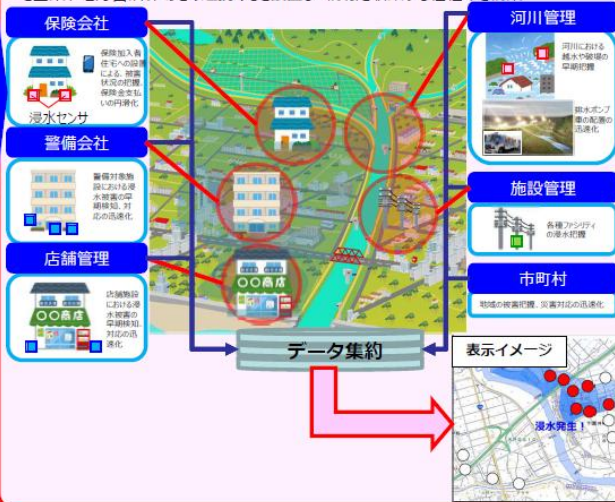 保険会社
保険加入者
住宅への設置
による、被害
状況の把握、
保険金支払
いの円滑化
浸水センサ
警備会社
警備対象施
設における浸
水被害の早
期検知、対
応の迅速化
店舗管理
店舗施設
における浸
水被害の
早期検知、
対応の迅
速化
〇〇商店
〇〇商店
データ集約
河川管理
河川における
越水や破堤の
早期把握
排水ポンプ
車の配置の
迅速化
施設管理
各種ファシリティ
の浸水把握
市町村
地域の被害把握、災害対応の迅速化
表示イメージ
浸水発生!